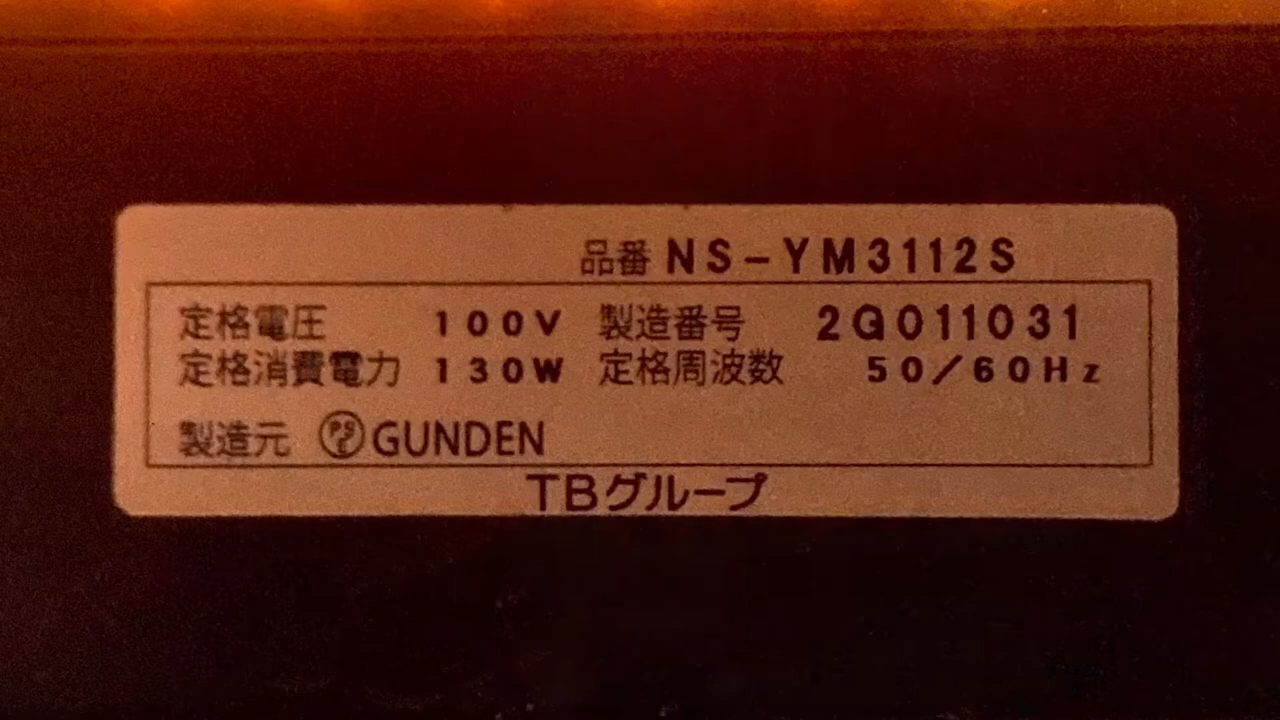 品番 NS-YM3112S
定格電圧 100V 製造番号 2G011031
定格消費電力 130W 定格周波数 50/60Hz
製造元 PSE GUNDEN
TBグループ